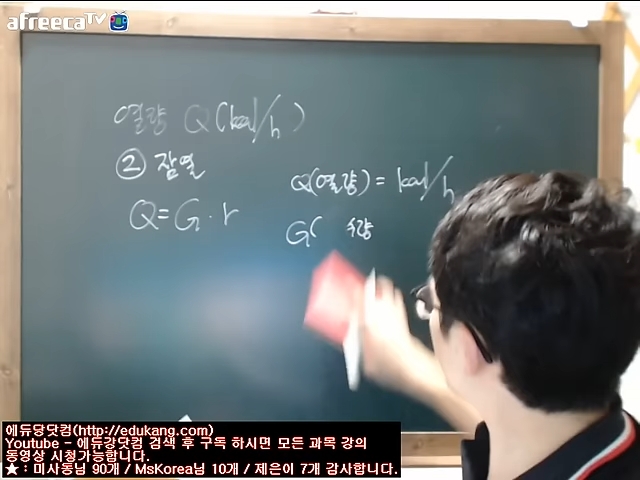 afreecaTV
열량 Q(kcal/h)
② 잠열
Q=G·r
Q(열량) = kcal/h
G(
에듀강닷컴(http://edukang.com)
Youtube - 에듀강닷컴 검색 후 구독 하시면 모든 과목 강의
동영상 시청가능합니다.
★ : 미사동님 90개 / MsKorea님 10개 / 제은이 7개 감사합니다.